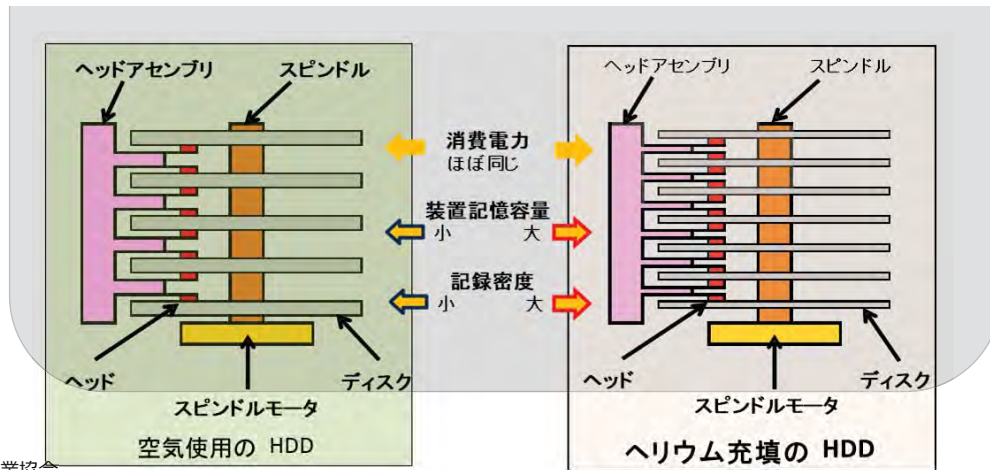 ヘッドアセンブリ
スピンドル
ヘッド
ディスク
スピンドルモータ
空気使用の HDD
消費電力
ほぼ同じ
装置記憶容量
小 大
記録密度
小 大
ヘッドアセンブリ
スピンドル
ヘッド
ディスク
スピンドルモータ
ヘリウム充填の HDD
業協会